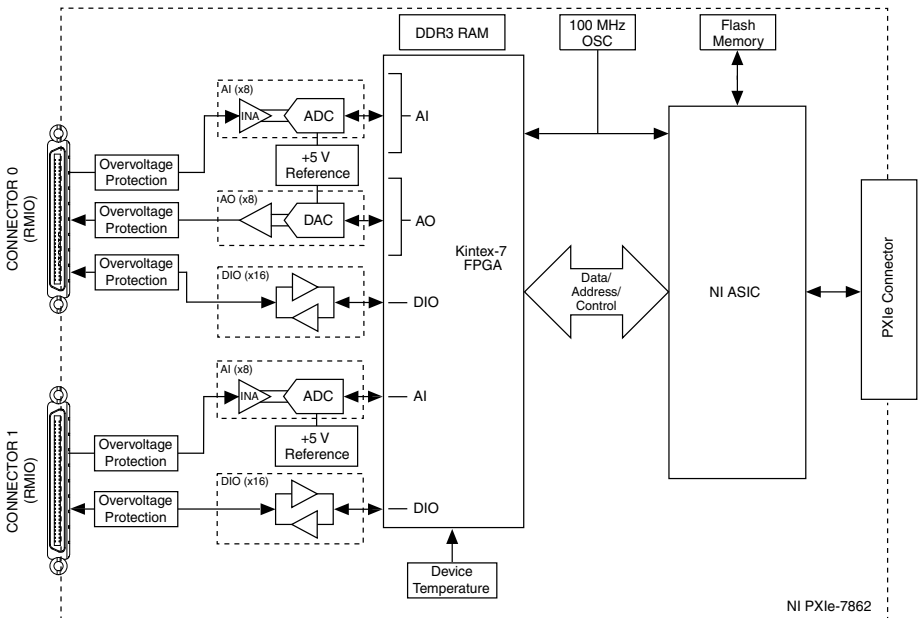 DDR3 RAM
100 MHz
OSC
Flash
Memory
AI (x8)
INA
ADC
AI
+5 V
Reference
Overvoltage
Protection
CONNECTOR 0
(RMIO)
AO (x8)
DAC
AO
Overvoltage
Protection
Kintex-7
FPGA
Overvoltage
Protection
DIO (x16)
DIO
Data/
Address/
Control
NI ASIC
PXIe Connector
AI (x8)
INA
ADC
AI
+5 V
Reference
Overvoltage
Protection
CONNECTOR 1
(RMIO)
DIO (x16)
Overvoltage
Protection
DIO
Device
Temperature
NI PXIe-7862